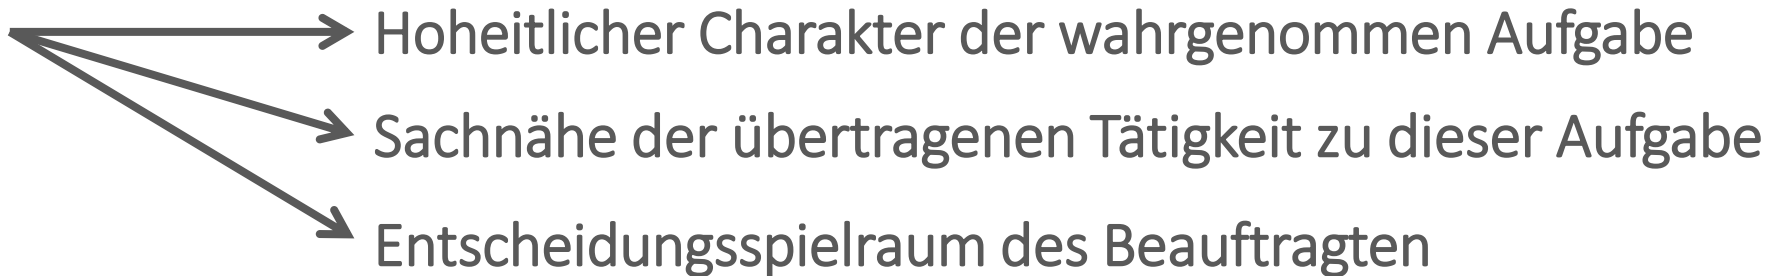 Hoheitlicher Charakter der wahrgenommen Aufgabe
Sachnähe der übertragenen Tätigkeit zu dieser Aufgabe
Entscheidungsspielraum des Beauftragten